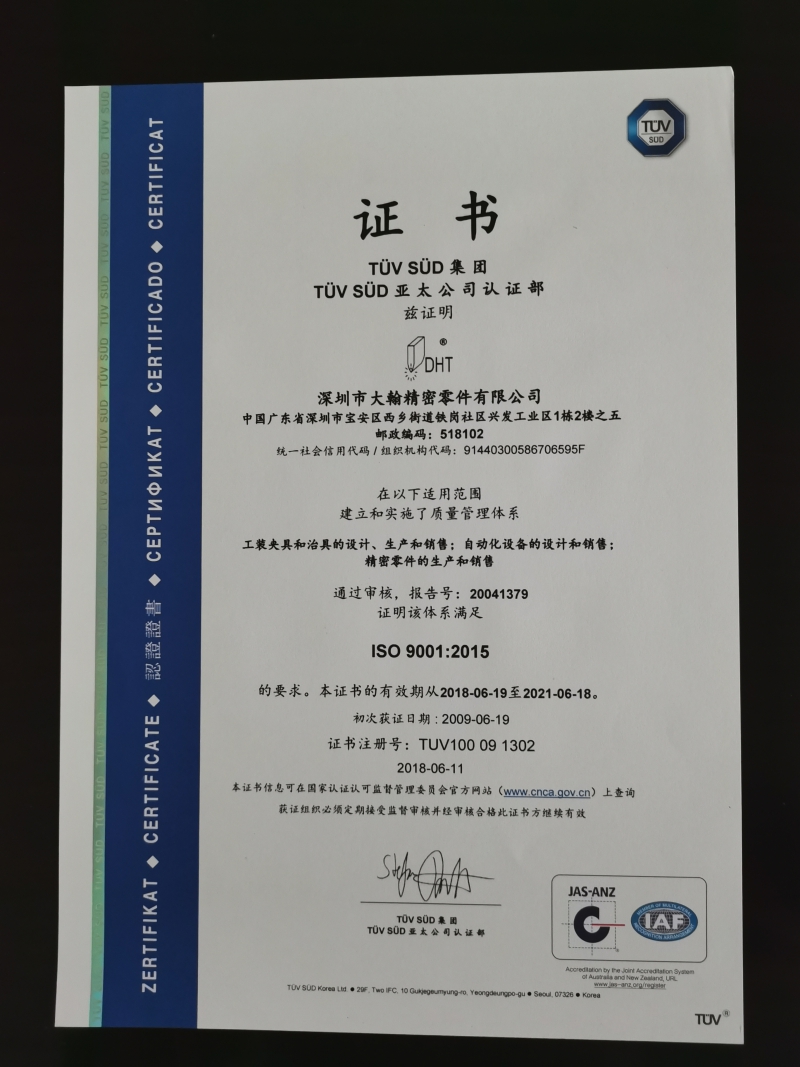 TÜV
SÜD
证 书
TÜV SÜD 集 团
TÜV SÜD 亚 太 公 司 认 证 部
兹证明
DHT®
深圳市大翰精密零件有限公司
中国广东省深圳市宝安区西乡街道铁岗社区兴发工业区1栋2楼之五
邮政编码：518102
统一社会信用代码 / 组织机构代码：91440300586706595F
在以下适用范围
建立和实施了质量管理体系
工装夹具和治具的设计、生产和销售；自动化设备的设计和销售；
精密零件的生产和销售
通过审核，报告号：20041379
证明该体系满足
ISO 9001:2015
的要求。本证书的有效期从2018-06-19至2021-06-18。
初次获证日期 : 2009-06-19
证书注册号：TUV100 09 1302
2018-06-11
本证书信息可在国家认证认可监督管理委员会官方网站（www.cnca.gov.cn）上查询
获证组织必须定期接受监督审核并经审核合格此证书方继续有效
TÜV SÜD 集 团
TÜV SÜD 亚 太 公 司 认 证 部
JAS-ANZ
MEMBER OF MULTILATERAL
IAF
RECOGNITION ARRANGEMENT
Accreditation by the Joint Accreditation System
of Australia and New Zealand, URL
www.jas-anz.org/register
TÜV SÜD Korea Ltd. ● 29F, Two IFC, 10 Gukjegeumyung-ro, Yeongdeungpo-gu ● Seoul, 07326 ● Korea
TÜV®
ZERTIFIKAT ◆ CERTIFICATE ◆ 認證證書 ◆ СЕРТИФИКАТ ◆ CERTIFICADO ◆ CERTIFICAT
TÜV SÜD TÜV SÜD TÜV SÜD TÜV SÜD